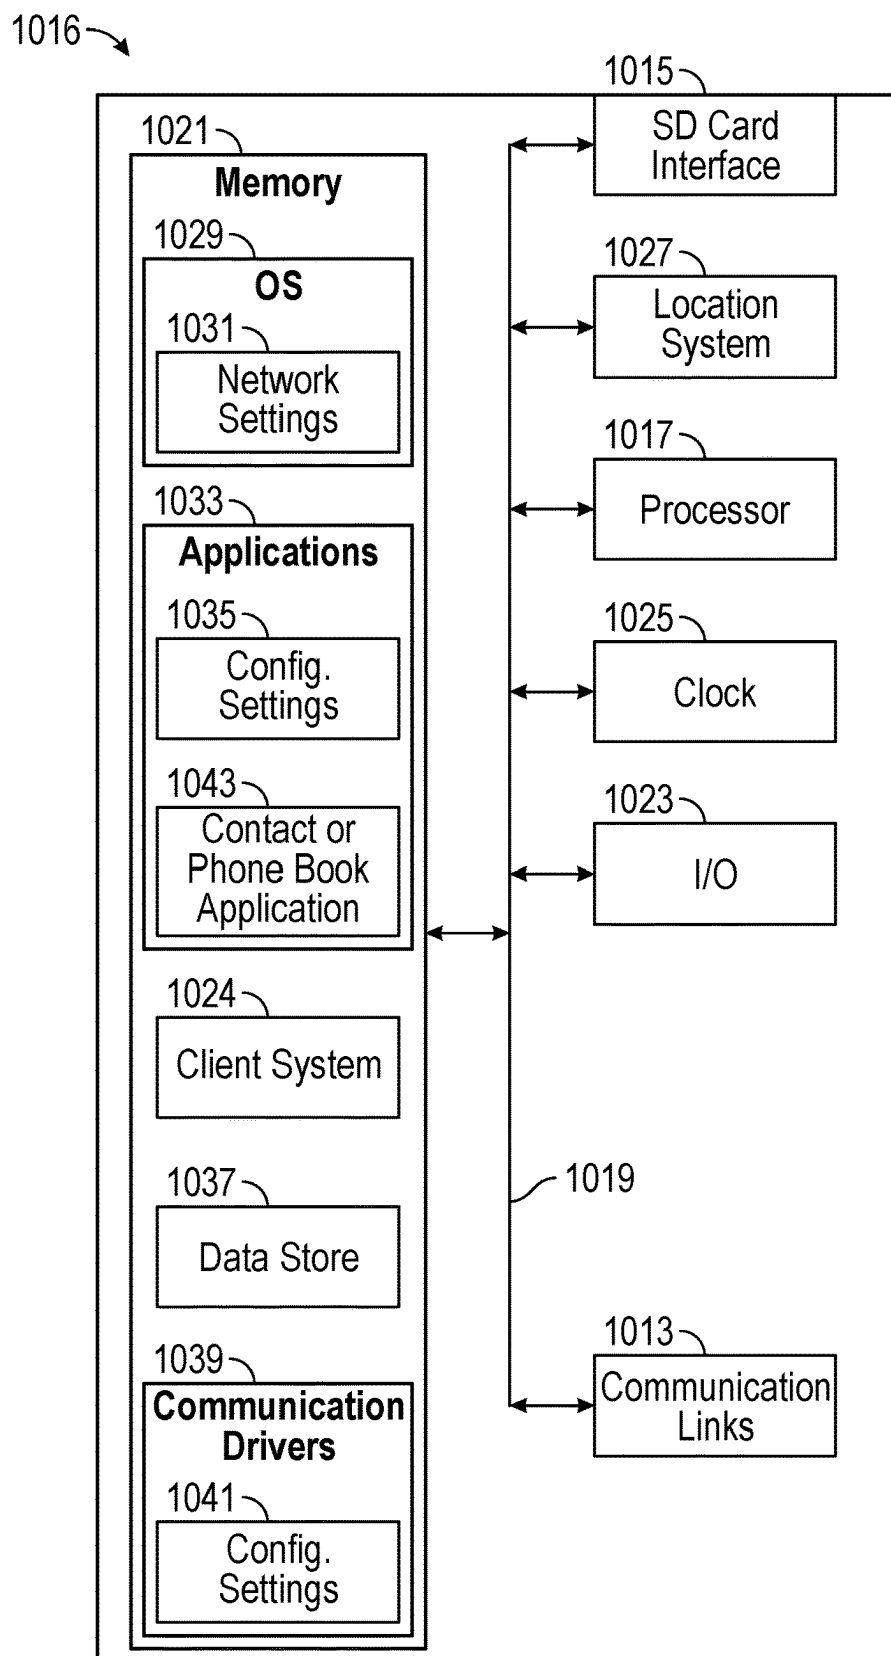 1016
1021
Memory
1029
OS
1031
Network
Settings
1033
Applications
1035
Config.
Settings
1043
Contact or
Phone Book
Application
1024
Client System
1037
Data Store
1039
Communication
Drivers
1041
Config.
Settings
1015
SD Card
Interface
1027
Location
System
1017
Processor
1025
Clock
1023
I/O
1019
1013
Communication
Links